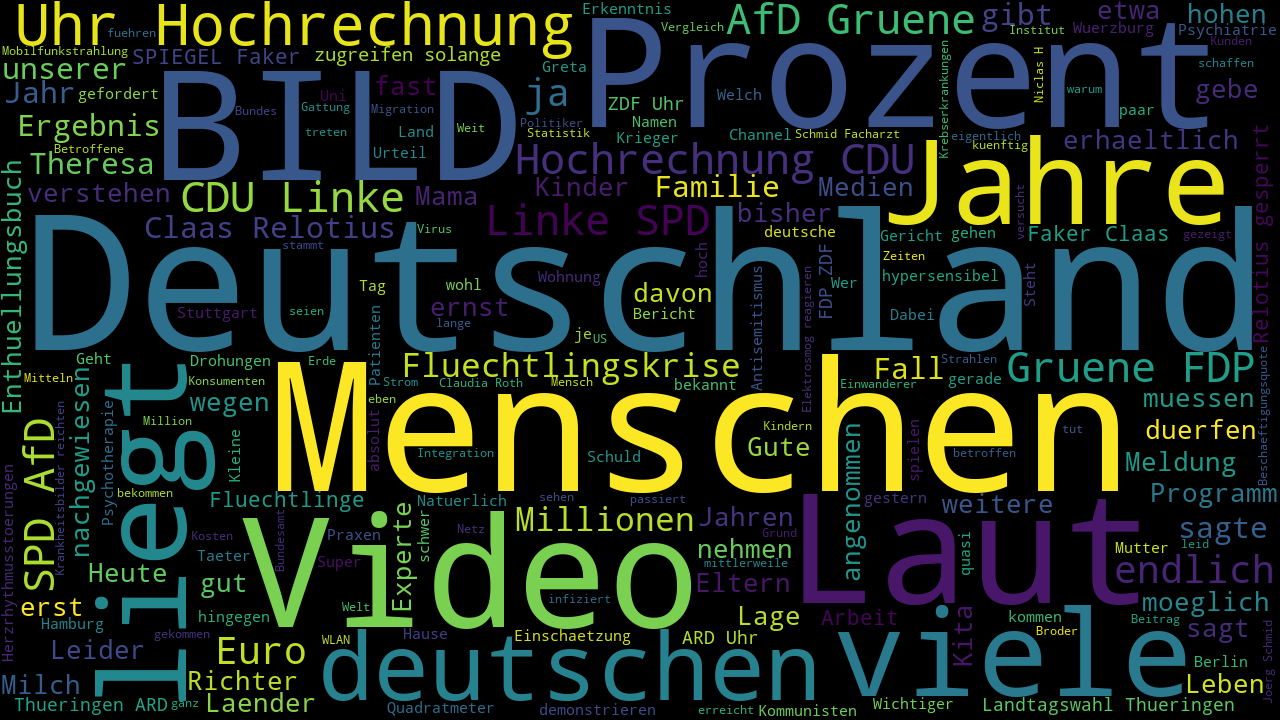 Uhr Hochrechnung
fuehren
Erkenntnis
Vergleich
AfD Gruene
gibt
Institut
etwa
Wuerzburg
hohen
Psychiatrie
Kunden
Mobilfunkstrahlung
SPIEGEL Faker
zugreifen solange
unserer
Greta
Prozent
schaffen
Jahr
gefordert
BILD
Bundes
Uni
Gattung
fast
Migration
ja
ZDF Uhr
Welch
Krebserkrankungen
Niclas H
warum
gebe
Ergebnis
treten
Land
Weit
Politiker
Statistik
Namen
Krieger
Channel
Schmid Facharzt
eigentlich
kuenftig
paar
erhaeltlich
Betroffene
Urteil
Theresa
Hochrechnung CDU
Jahre
verstehen
CDU Linke
Mama
Kinder
Familie
Medien
versucht
Relotius gesperrt
Enthuellungsbuch
Claas Relotius
Virus
Linke SPD
bisher
deutsche
Gericht
gehen
Faker Claas
gezeigt
stammt
hoch
Zeiten
Deutschland
Tag
wohl
Wohnung
davon
FDP ZDF
Wer
hypersensibel
Steht
Stuttgart
seien
ernst
lange
Bericht
Antisemitismus
Dabei
je
US
Elektrosmog reagieren
Geht
Drohungen
Erde
Patienten
Fluechtlingskrise
Fall
Strahlen
Gruene FDP
Mitteln
Konsumenten
Strom
Claudia Roth
Mensch
bekannt
Einwanderer
gerade
Beschaeftigungsquote
nachgewiesen
wegen
eben
muessen
Menschen
Krankheitsbilder reichten
Psychotherapie
Million
liegt
Kleine
absolut
Kindern
spielen
tut
duerfen
SPD AfD
Integration
Schuld
Gute
angenommen
betroffen
Meldung
Herzrhythmusstoerungen
bekommen
Fluechtlinge
Natuerlich
sehen
passiert
gestern
weitere
Programm
Video
Experte
schwer
Netz
Millionen
Jahren
Grund
Laut
quasi
sagte
Kosten
Bundesamt
Praxen
nehmen
Mutter
leid
Heute
Taeter
Super
mittlerweile
endlich
gut
Eltern
erst
hingegen
Welt
infiziert
Lage
Arbeit
Kita
kommen
moeglich
Hamburg
gekommen
WLAN
Hause
Einschaetzung
ARD Uhr
viele
Broder
Beitrag
sagt
Leider
Euro
deutschen
Berlin
Joerg Schmid
Milch
Richter
Leben
Thueringen ARD
ganz
Laender
Quadratmeter
demonstrieren
erreicht
Kommunisten
Wichtiger
Landtagswahl Thueringen